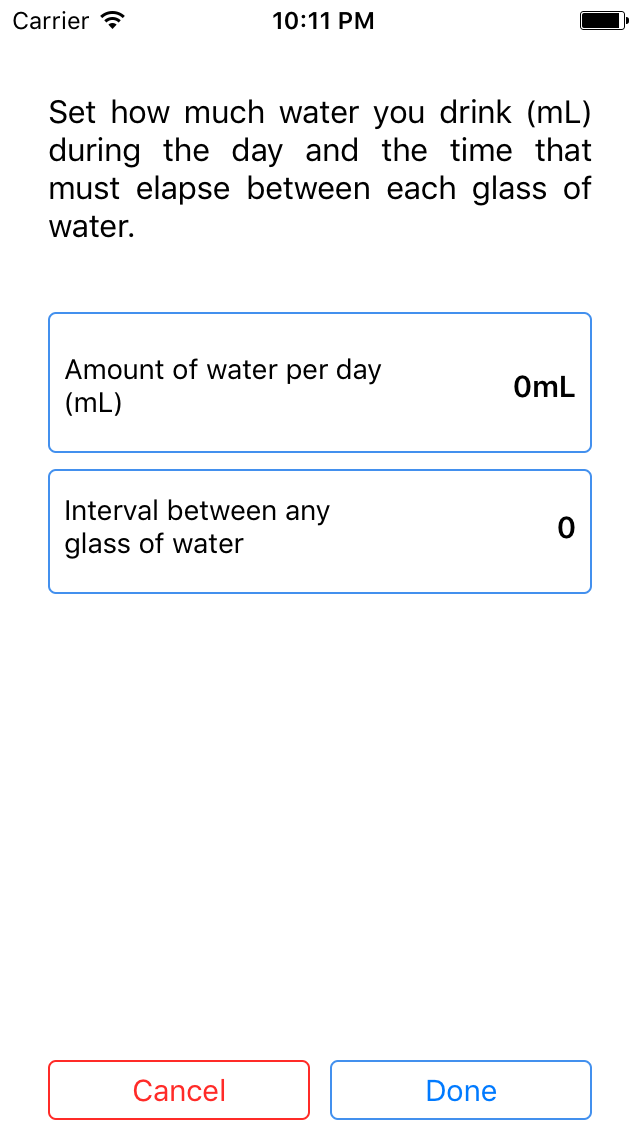 Carrier 10:11 PM
Set how much water you drink (mL)
during the day and the time that
must elapse between each glass of
water.
Amount of water per day
(mL)
0mL
Interval between any
glass of water
0
Cancel Done